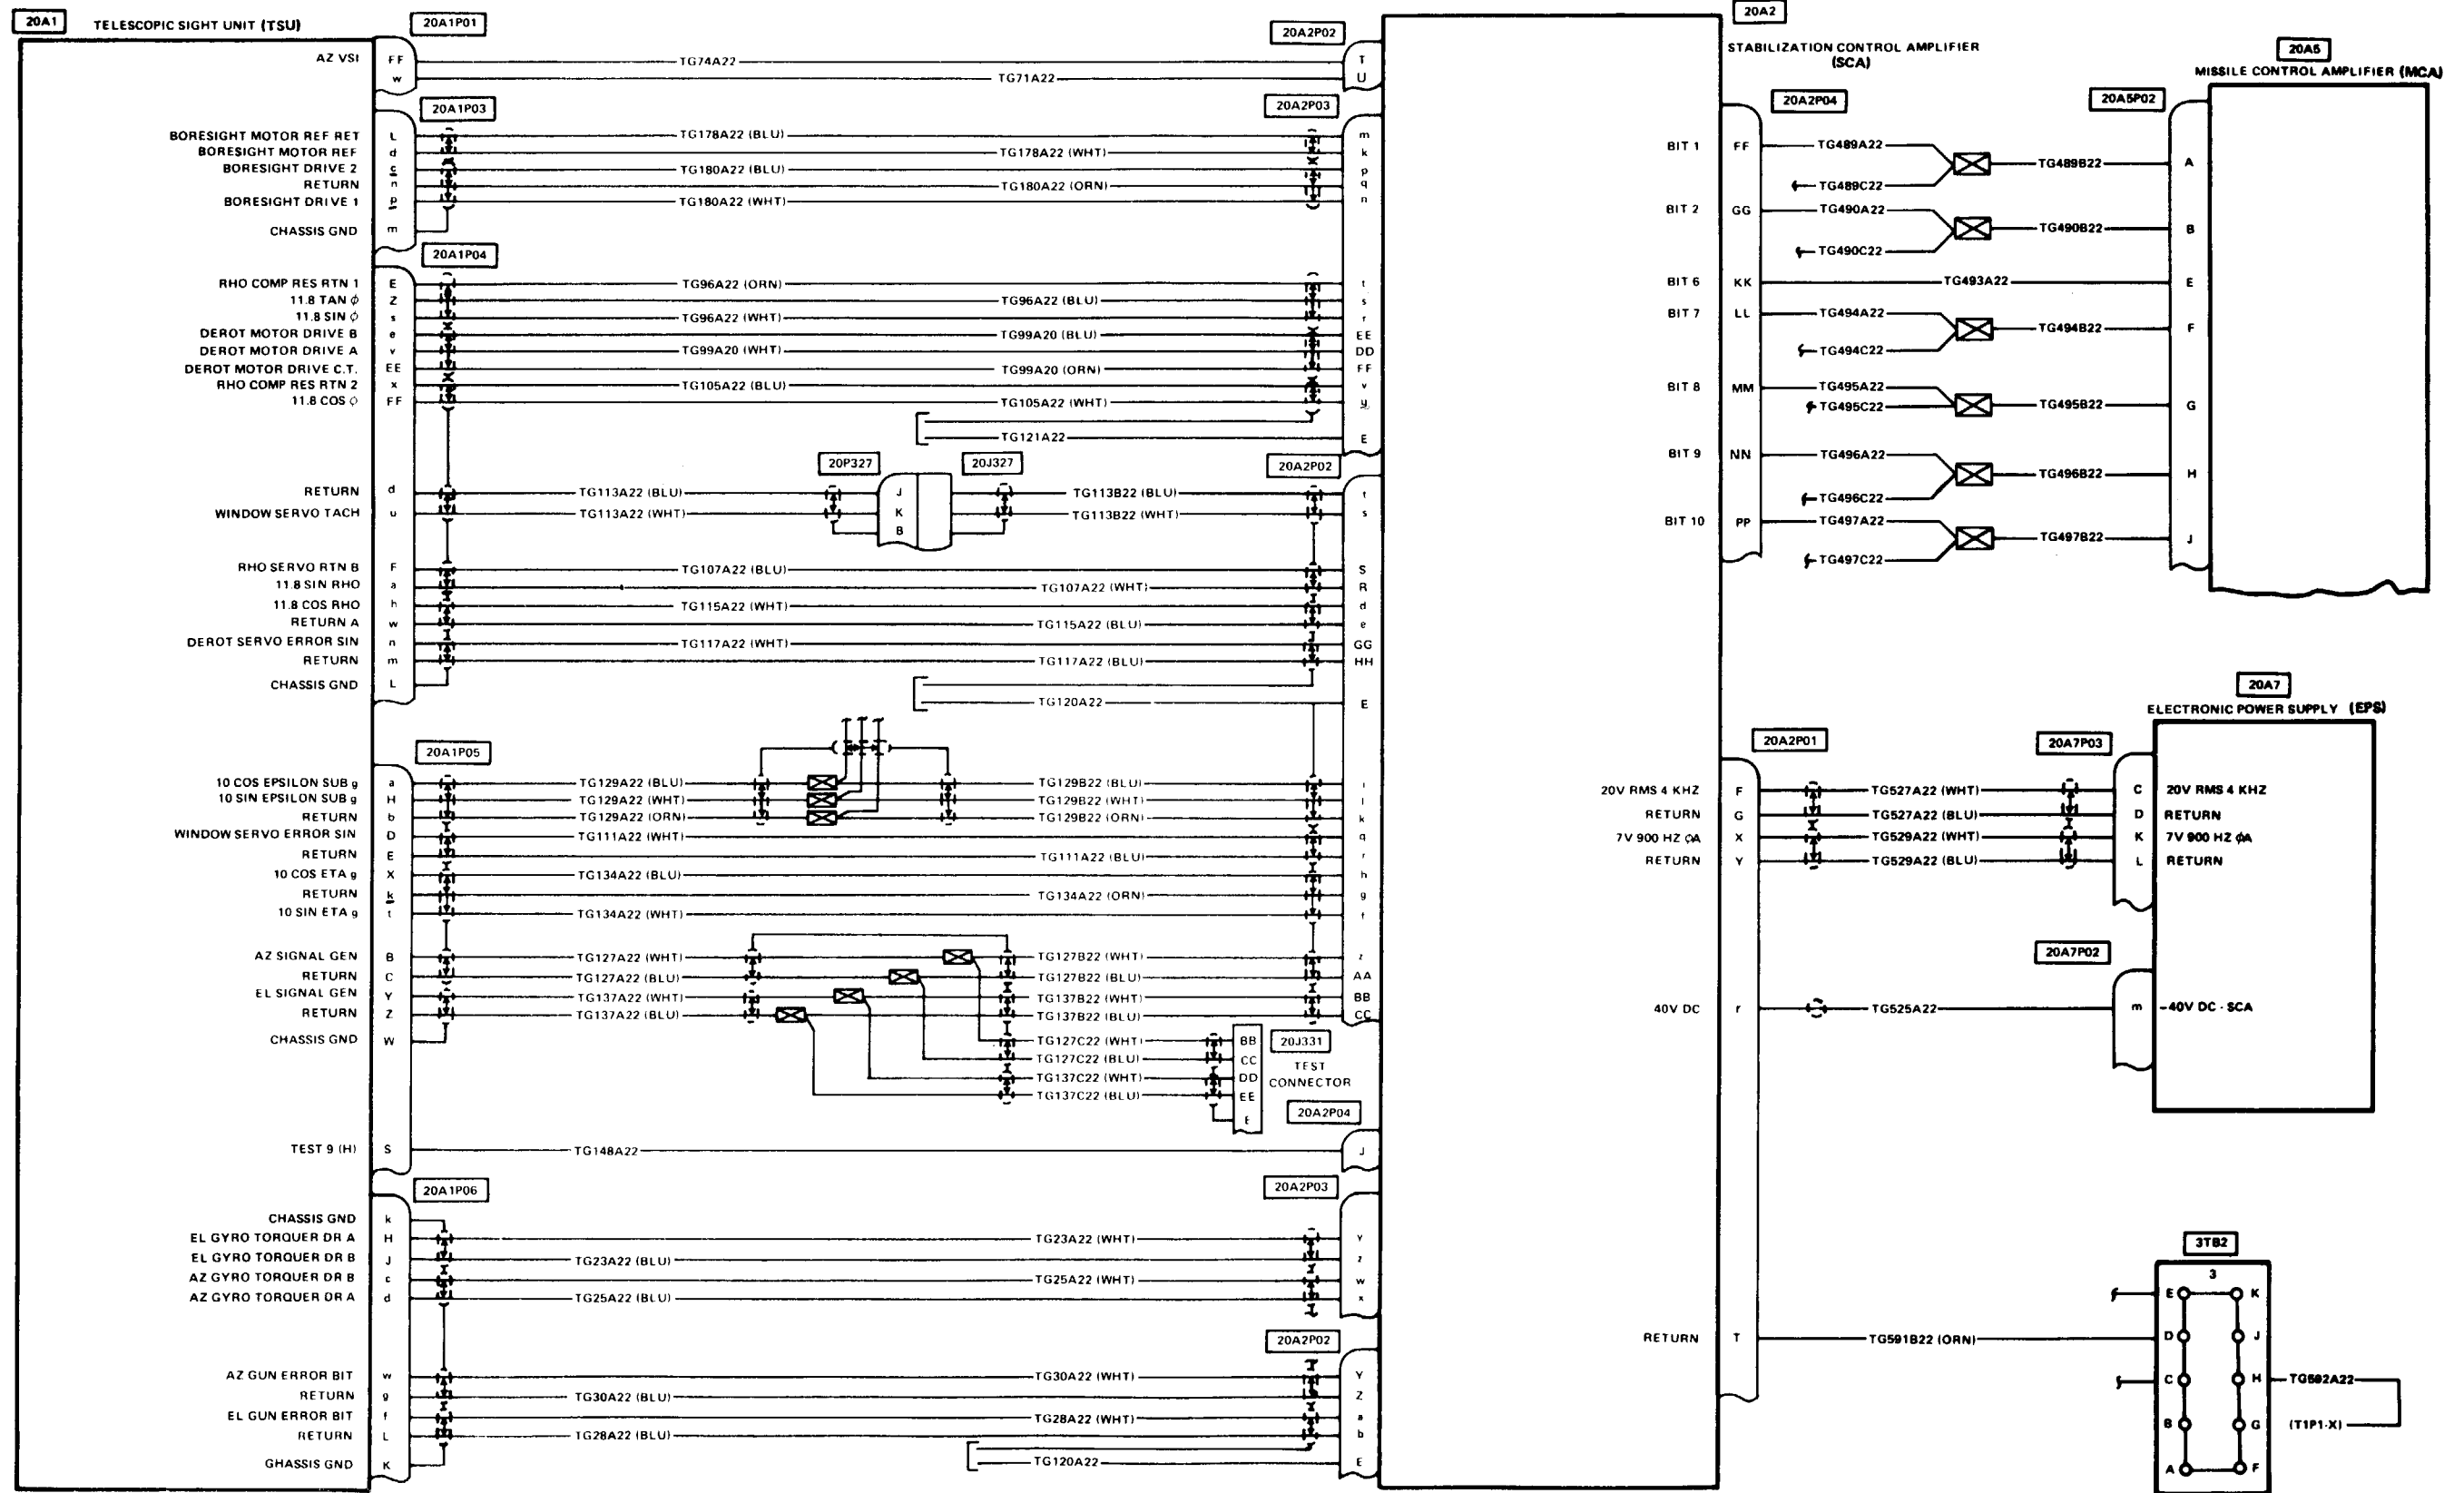 20A1 TELESCOPIC SIGHT UNIT (TSU)
20A1P01
20A2P02
AZ VSI FF TG74A22 T
w TG71A22 U
20A1P03
20A2P03
BORESIGHT MOTOR REF RET L TG178A22 (BLU) m
BORESIGHT MOTOR REF d TG178A22 (WHT) k
BORESIGHT DRIVE 2 c TG180A22 (BLU) p
RETURN n TG180A22 (ORN) q
BORESIGHT DRIVE 1 p TG180A22 (WHT) n
CHASSIS GND m
20A1P04
RHO COMP RES RTN 1 E TG96A22 (ORN) t
11.8 TAN ϕ Z TG96A22 (BLU) s
11.8 SIN ϕ s TG96A22 (WHT) r
DEROT MOTOR DRIVE B e TG99A20 (BLU) EE
DEROT MOTOR DRIVE A v TG99A20 (WHT) DD
DEROT MOTOR DRIVE C.T. EE TG99A20 (ORN) FF
RHO COMP RES RTN 2 x TG105A22 (BLU) v
11.8 COS ϕ FF TG105A22 (WHT) y
TG121A22 E
20P327
20J327
20A2P02
RETURN d TG113A22 (BLU) J TG113B22 (BLU) t
WINDOW SERVO TACH u TG113A22 (WHT) K TG113B22 (WHT) s
B
RHO SERVO RTN B F TG107A22 (BLU) S
11.8 SIN RHO a TG107A22 (WHT) R
11.8 COS RHO h TG115A22 (WHT) d
RETURN A w TG115A22 (BLU) e
DEROT SERVO ERROR SIN n TG117A22 (WHT) GG
RETURN m TG117A22 (BLU) HH
CHASSIS GND L
TG120A22 E
20A1P05
10 COS EPSILON SUB g a TG129A22 (BLU) TG129B22 (BLU)
10 SIN EPSILON SUB g H TG129A22 (WHT) TG129B22 (WHT)
RETURN b TG129A22 (ORN) TG129B22 (ORN) k
WINDOW SERVO ERROR SIN D TG111A22 (WHT) q
RETURN E TG111A22 (BLU) r
10 COS ETA g X TG134A22 (BLU) h
RETURN k TG134A22 (ORN) g
10 SIN ETA g t TG134A22 (WHT) f
AZ SIGNAL GEN B TG127A22 (WHT) TG127B22 (WHT) z
RETURN C TG127A22 (BLU) TG127B22 (BLU) AA
EL SIGNAL GEN Y TG137A22 (WHT) TG137B22 (WHT) BB
RETURN Z TG137A22 (BLU) TG137B22 (BLU) CC
CHASSIS GND W
TG127C22 (WHT) BB
TG127C22 (BLU) CC
TG137C22 (WHT) DD
TG137C22 (BLU) EE
E
20J331
TEST
CONNECTOR
20A2P04
TEST 9 (H) S TG148A22 J
20A1P06
20A2P03
CHASSIS GND k
EL GYRO TORQUER DR A H TG23A22 (WHT) Y
EL GYRO TORQUER DR B J TG23A22 (BLU) z
AZ GYRO TORQUER DR B c TG25A22 (WHT) w
AZ GYRO TORQUER DR A d TG25A22 (BLU) x
20A2P02
AZ GUN ERROR BIT w TG30A22 (WHT) Y
RETURN g TG30A22 (BLU) Z
EL GUN ERROR BIT f TG28A22 (WHT) a
RETURN L TG28A22 (BLU) b
GHASSIS GND K TG120A22 E
20A2
STABILIZATION CONTROL AMPLIFIER
(SCA)
20A5
MISSILE CONTROL AMPLIFIER (MCA)
20A2P04
20A5P02
BIT 1 FF TG489A22 TG489B22 A
TG489C22
BIT 2 GG TG490A22 TG490B22 B
TG490C22
BIT 6 KK TG493A22 E
BIT 7 LL TG494A22 TG494B22 F
TG494C22
BIT 8 MM TG495A22 TG495B22 G
TG495C22
BIT 9 NN TG496A22 TG496B22 H
TG496C22
BIT 10 PP TG497A22 TG497B22 J
TG497C22
20A7
ELECTRONIC POWER SUPPLY (EPS)
20A2P01
20A7P03
20V RMS 4 KHZ F TG527A22 (WHT) C 20V RMS 4 KHZ
RETURN G TG527A22 (BLU) D RETURN
7V 900 HZ ϕA X TG529A22 (WHT) K 7V 900 HZ ϕA
RETURN Y TG529A22 (BLU) L RETURN
20A7P02
40V DC r TG525A22 m -40V DC - SCA
3TB2
3
E K
RETURN T TG591B22 (ORN) D J
C H TG592A22
B G (T1P1-X)
A F